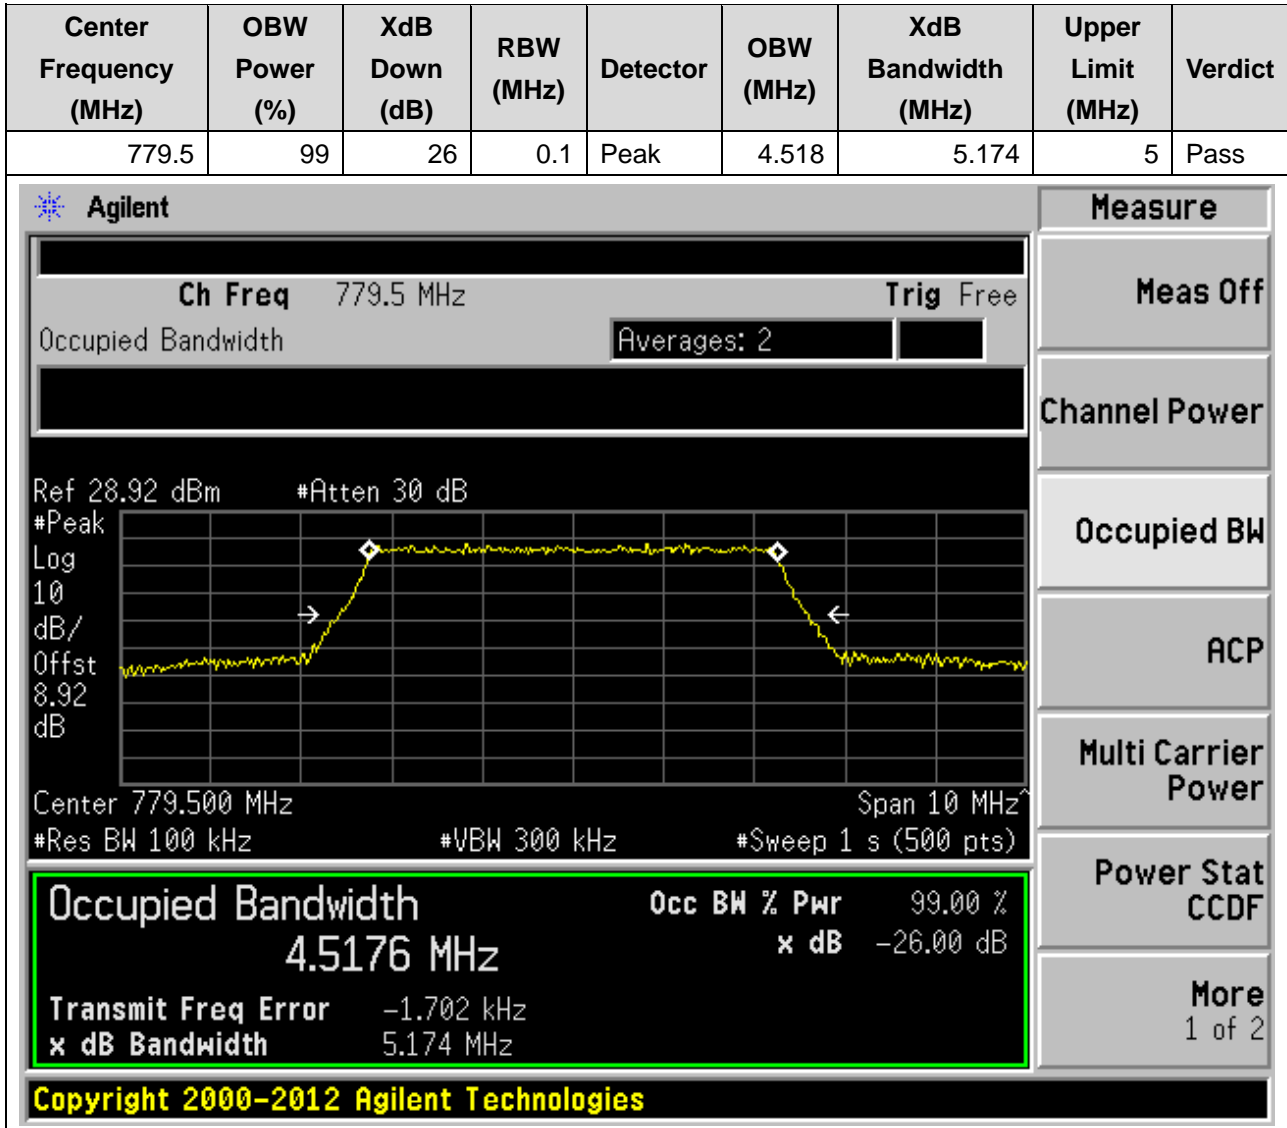 Center Frequency (MHz) OBW Power (%) XdB Down (dB) RBW (MHz) Detector OBW (MHz) XdB Bandwidth (MHz) Upper Limit (MHz) Verdict
779.5 99 26 0.1 Peak 4.518 5.174 5 Pass
Agilent
Measure
Ch Freq 779.5 MHz Trig Free
Meas Off
Occupied Bandwidth Averages: 2
Channel Power
Ref 28.92 dBm #Atten 30 dB
#Peak
Log
10
dB/
Offst
8.92
dB
Occupied BW
ACP
Multi Carrier
Power
Center 779.500 MHz Span 10 MHz^
#Res BW 100 kHz #VBW 300 kHz #Sweep 1 s (500 pts)
Power Stat
CCDF
Occupied Bandwidth Occ BW % Pwr 99.00 %
4.5176 MHz x dB -26.00 dB
Transmit Freq Error -1.702 kHz
x dB Bandwidth 5.174 MHz
More
1 of 2
Copyright 2000-2012 Agilent Technologies